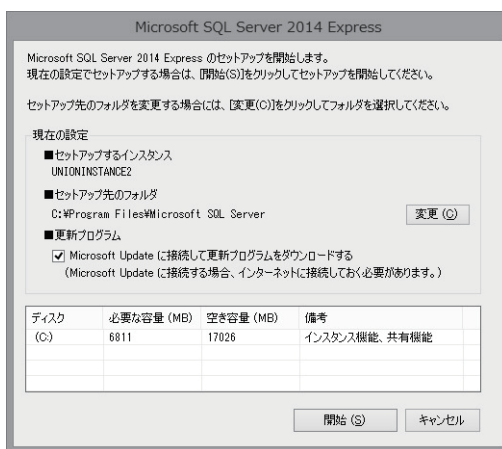 Microsoft SQL Server 2014 Express
Microsoft SQL Server 2014 Express のセットアップを開始します。
現在の設定でセットアップする場合は、[開始(S)]をクリックしてセットアップを開始してください。
セットアップ先のフォルダを変更する場合には、[変更(C)]をクリックしてフォルダを選択してください。
現在の設定
■セットアップするインスタンス
UNIONINSTANCE2
■セットアップ先のフォルダ
C:¥Program Files¥Microsoft SQL Server
変更(C)
■更新プログラム
Microsoft Update に接続して更新プログラムをダウンロードする
(Microsoft Update に接続する場合、インターネットに接続しておく必要があります。)
ディスク 必要な容量 (MB) 空き容量 (MB) 備考
(C:) 6811 17026 インスタンス機能、共有機能
開始(S) キャンセル